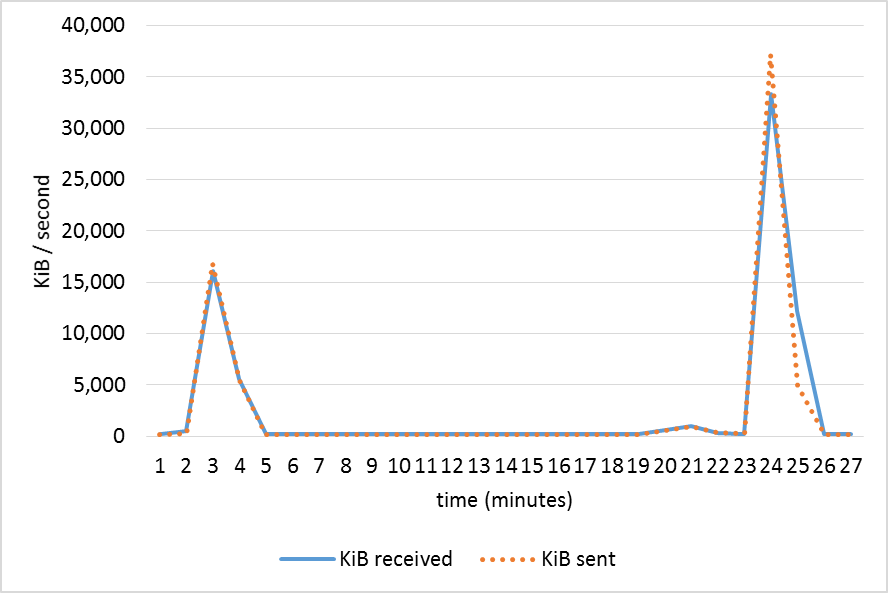 40,000
35,000
30,000
25,000
20,000
15,000
10,000
5,000
0
KiB / second
1 2 3 4 5 6 7 8 9 10 11 12 13 14 15 16 17 18 19 20 21 22 23 24 25 26 27
time (minutes)
KiB received KiB sent